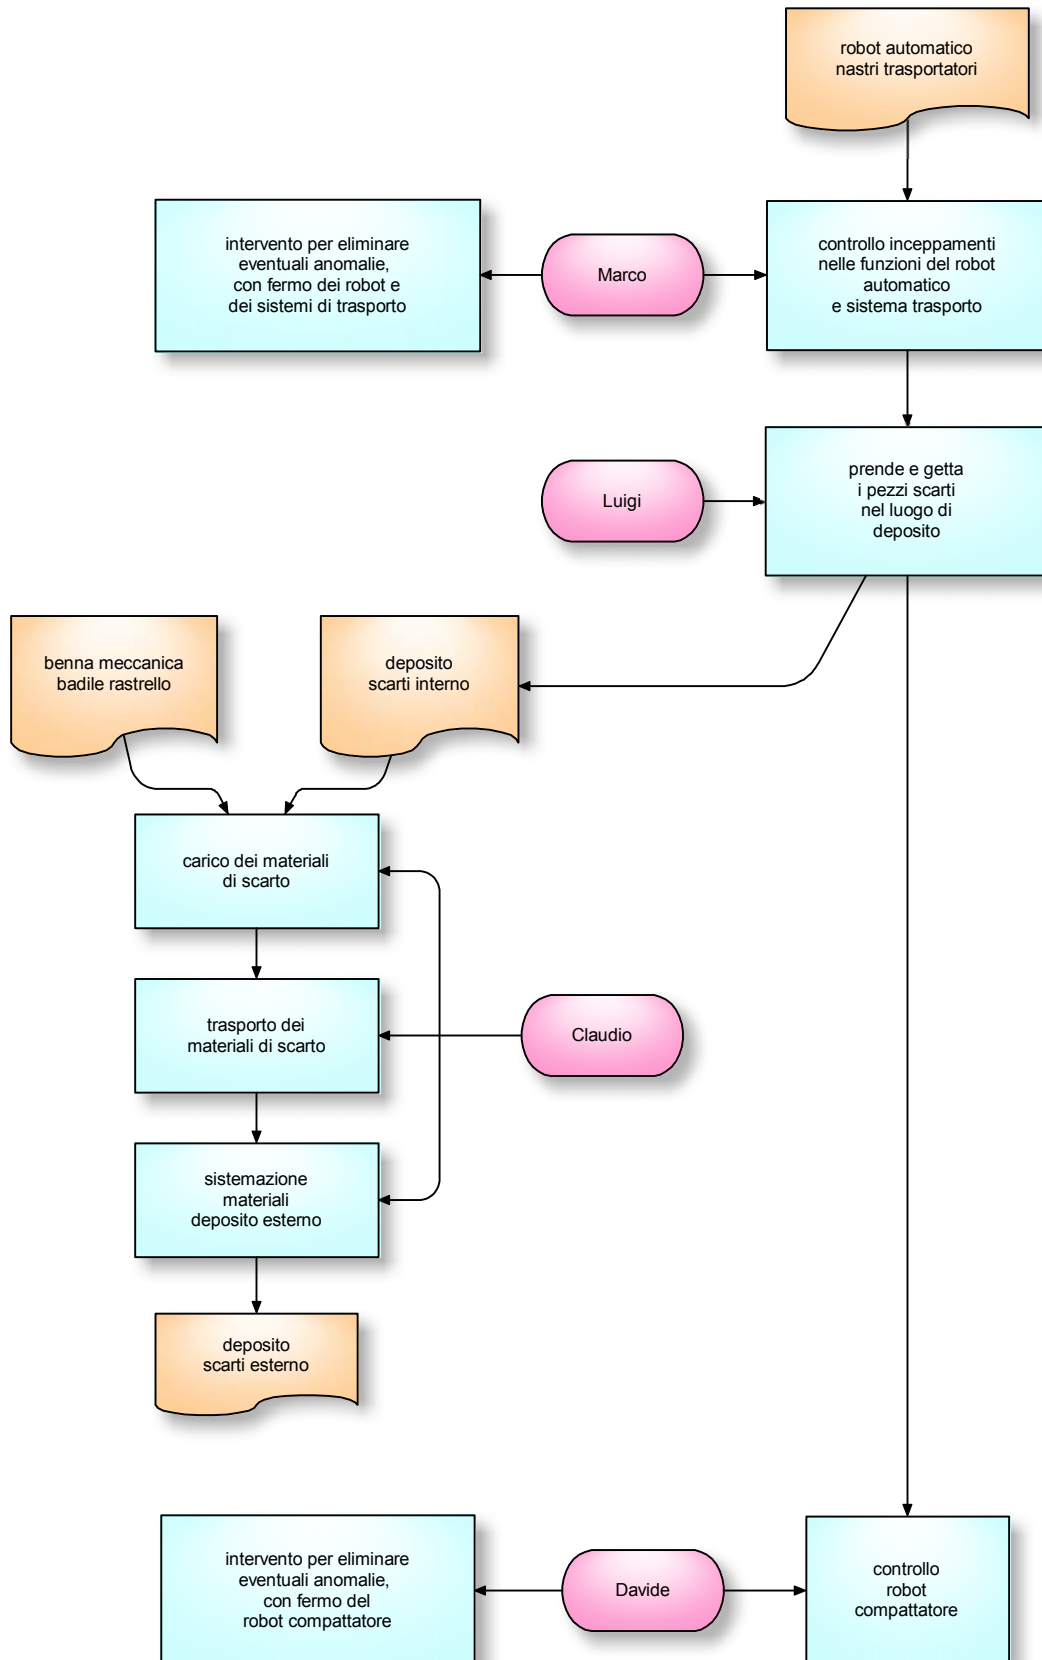 robot automatico
nastri trasportatori
intervento per eliminare
eventuali anomalie,
con fermo dei robot e
dei sistemi di trasporto
Marco
controllo inceppamenti
nelle funzioni del robot
automatico
e sistema trasporto
Luigi
prende e getta
i pezzi scarti
nel luogo di
deposito
benna meccanica
badile rastrello
deposito
scarti interno
carico dei materiali
di scarto
trasporto dei
materiali di scarto
Claudio
sistemazione
materiali
deposito esterno
deposito
scarti esterno
intervento per eliminare
eventuali anomalie,
con fermo del
robot compattatore
Davide
controllo
robot
compattatore